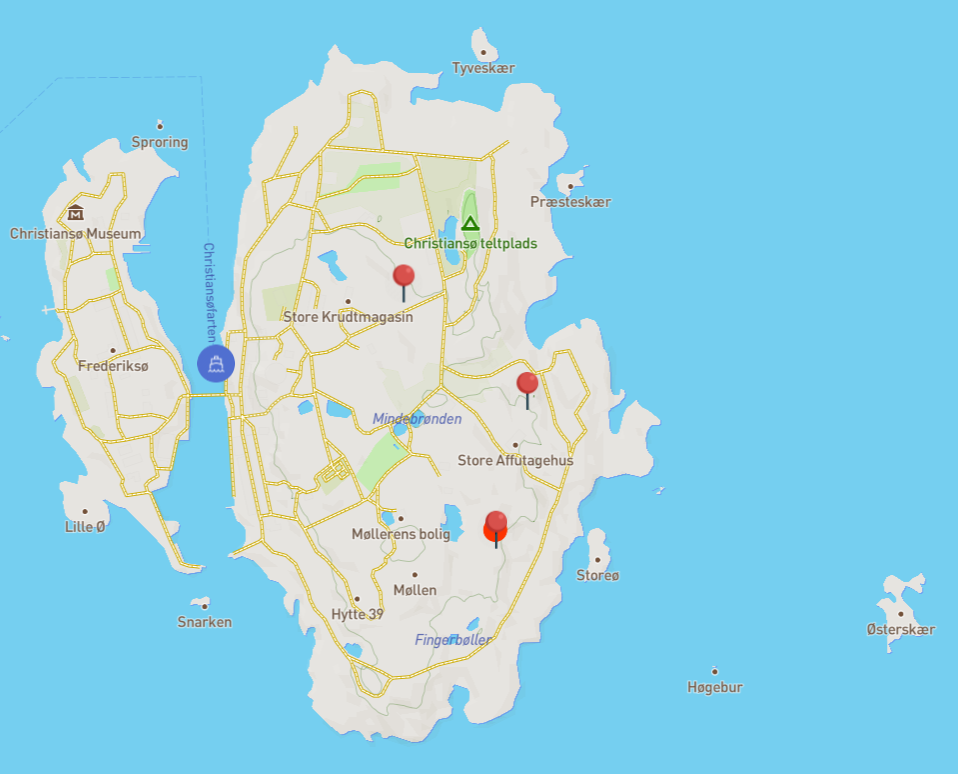 Tyveskær
Sproring
Præsteskær
Christiansø Museum
Christiansø teltplads
Christiansøfarten
Store Krudtmagasin
Frederiksø
Mindebrønden
Store Affutagehus
Lille Ø
Møllerens bolig
Storeø
Møllen
Hytte 39
Snarken
Østerskær
Fingerbøller
Høgebur